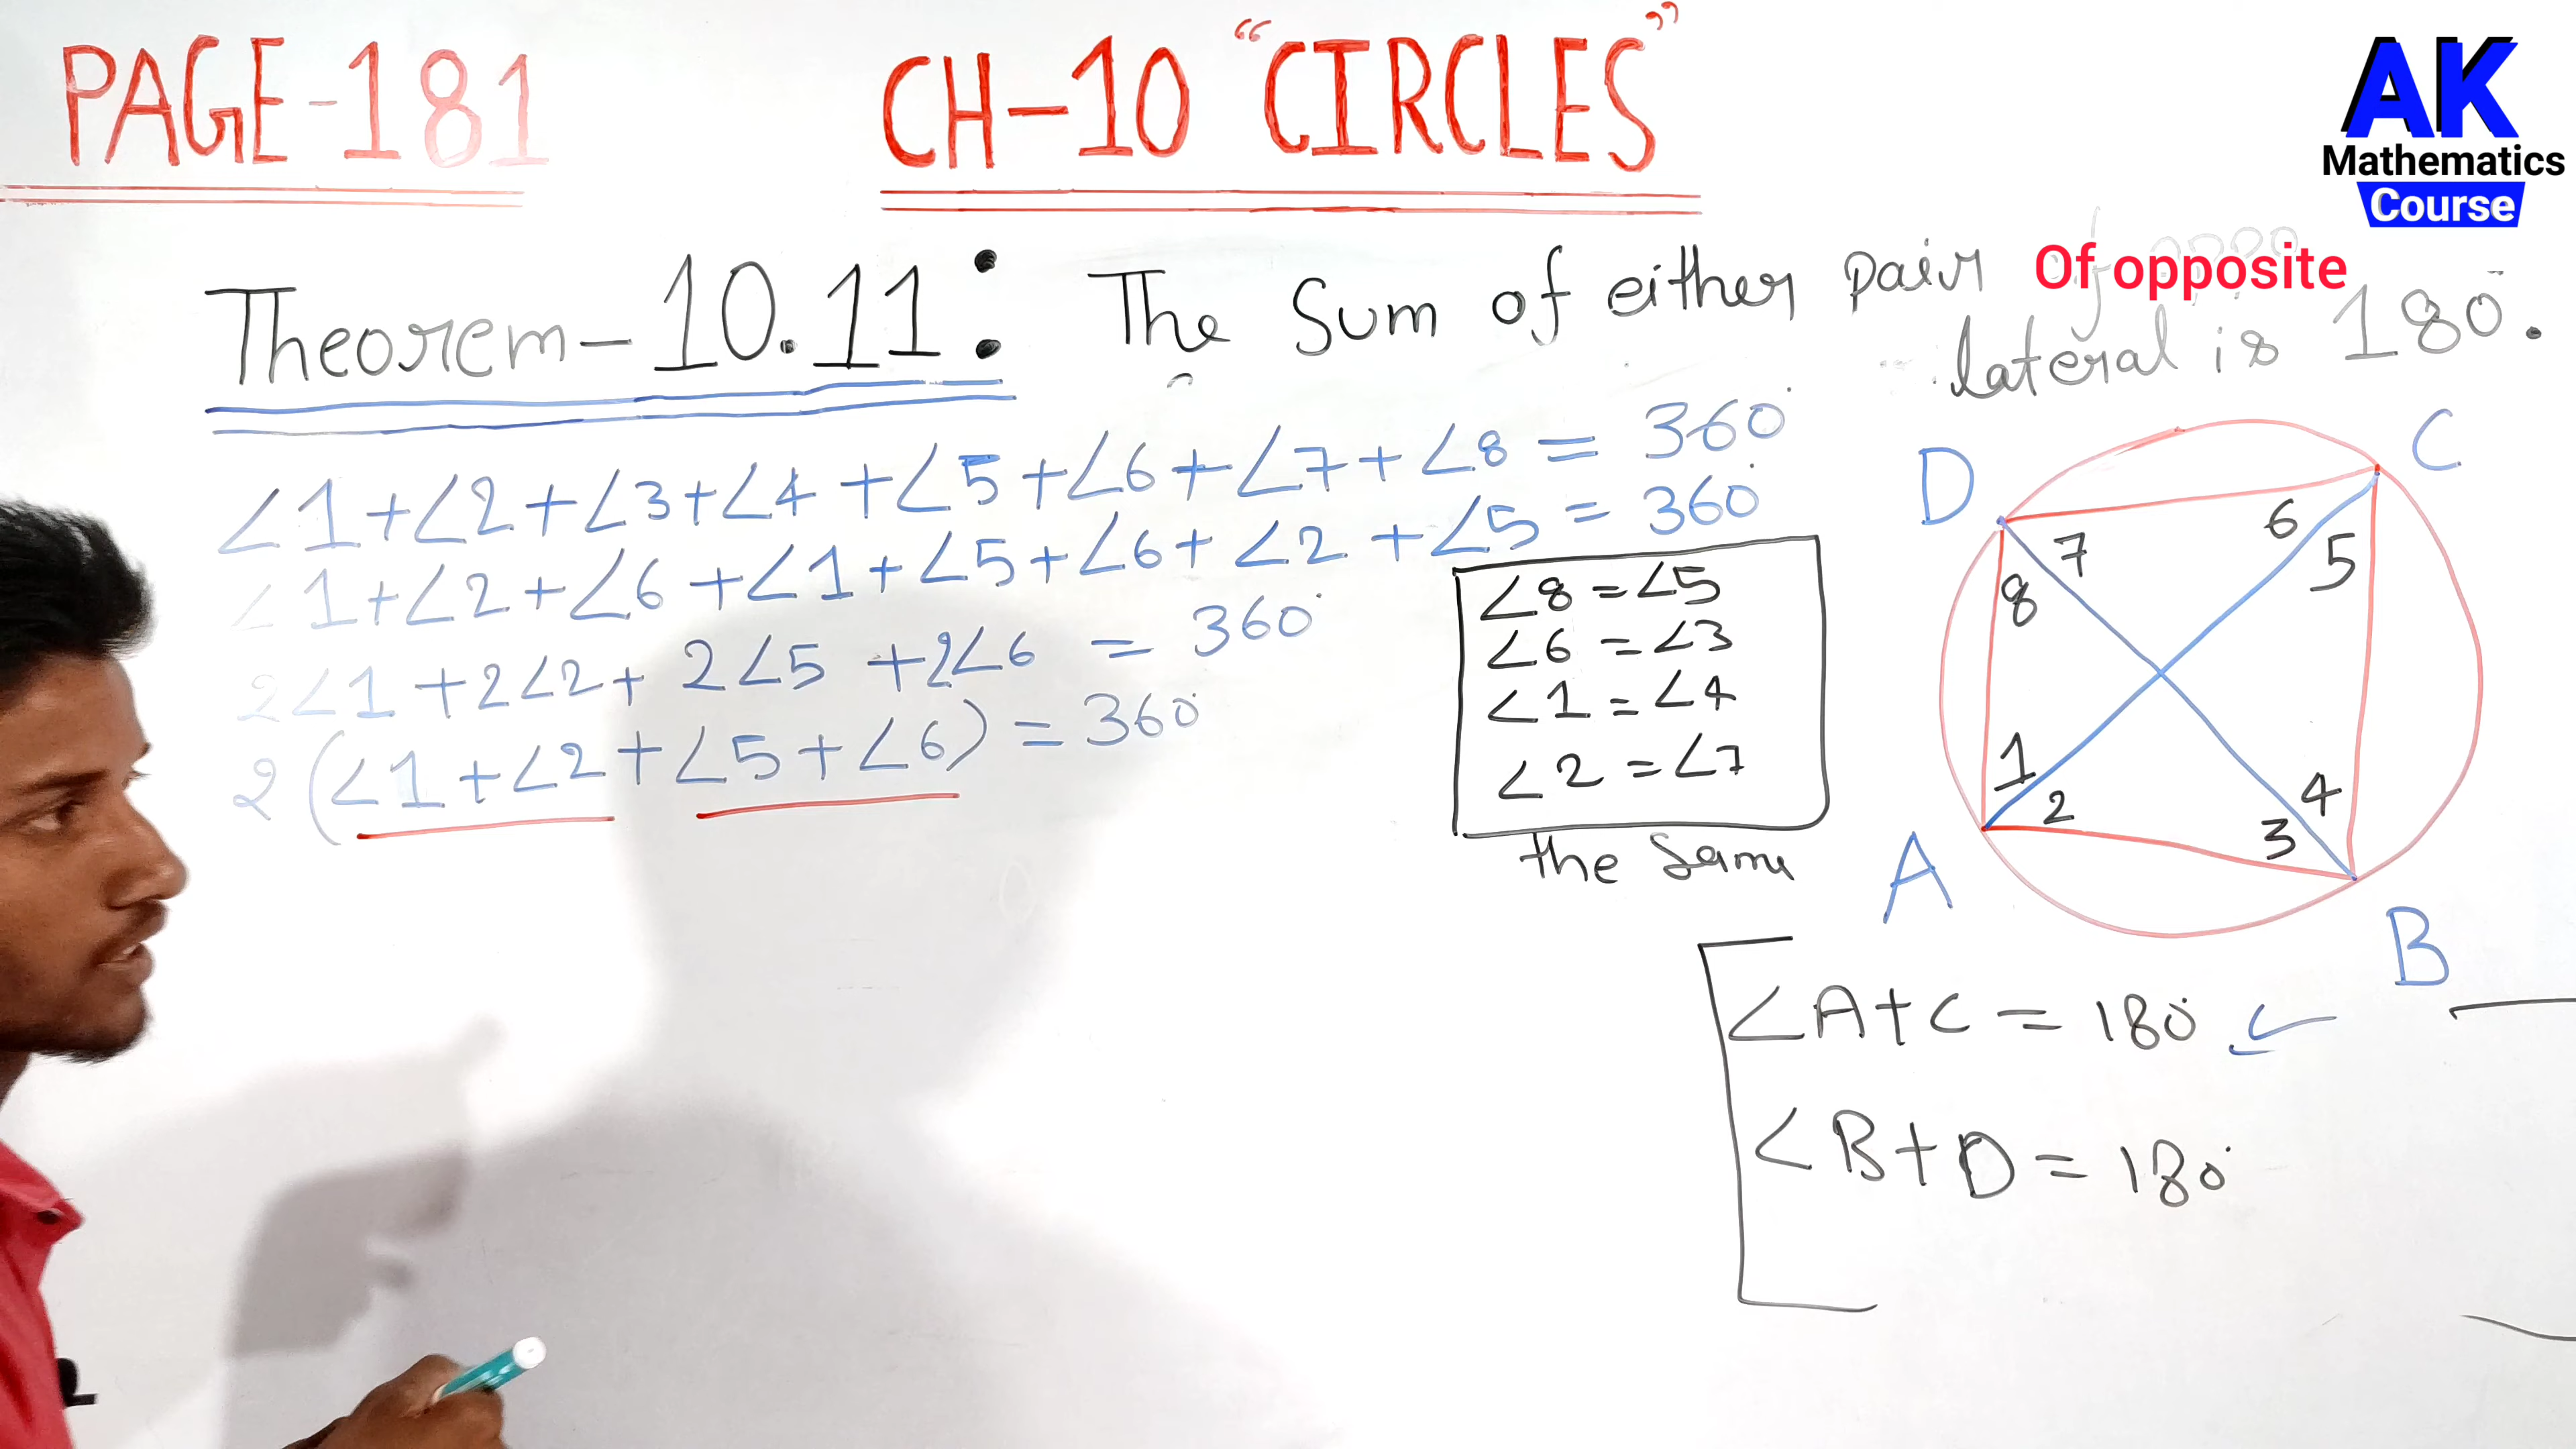 PAGE-181
CH-10 "CIRCLES"
AK
Mathematics
Course
Theorem-10.11: The Sum of either pair Of opposite
lateral is 180°.
∠1+∠2+∠3+∠4+∠5+∠6+∠7+∠8 = 360°
∠1+∠2+∠6+∠1+∠5+∠6+∠2+∠5 = 360°
2∠1+2∠2+2∠5+2∠6 = 360°
2(∠1+∠2+∠5+∠6) = 360°
∠8=∠5
∠6=∠3
∠1=∠4
∠2=∠7
the Same
D
C
6
7
5
8
1
4
2
3
A
B
∠A+C = 180°
∠B+D = 180°